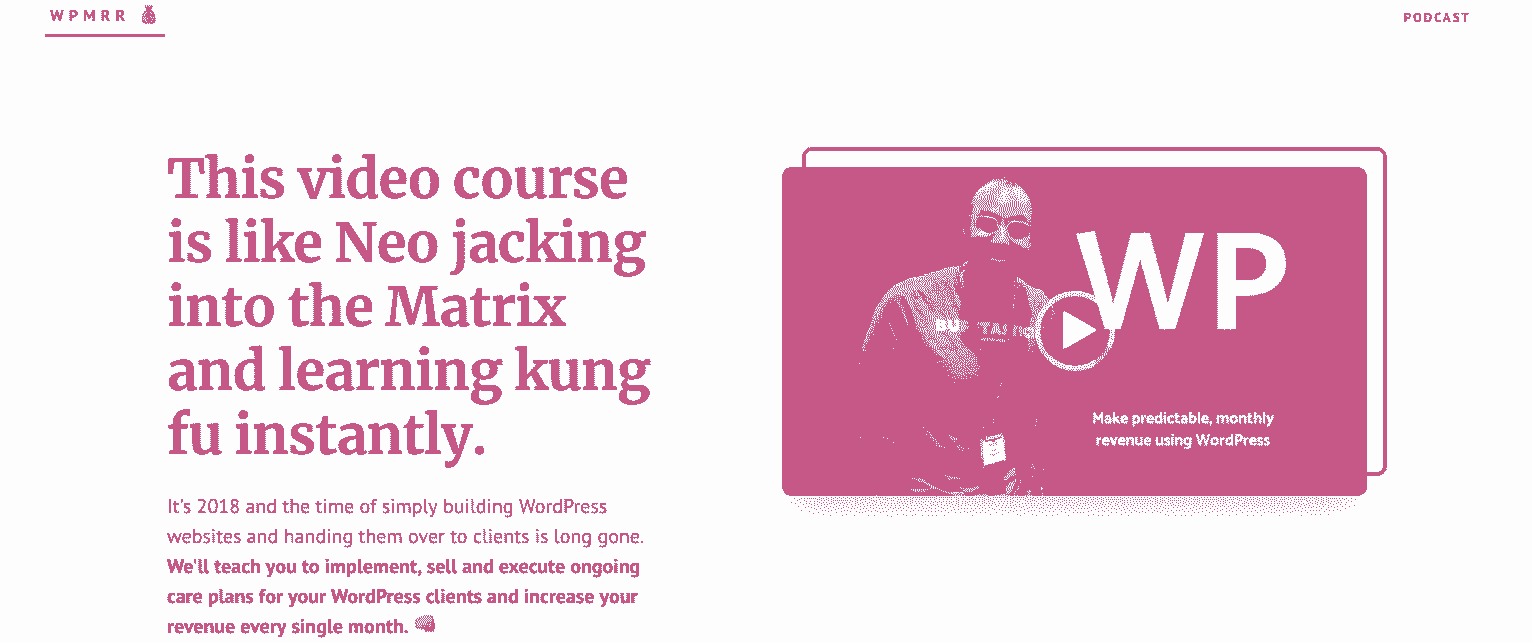 WPMRR
PODCAST
This video course
is like Neo jacking
into the Matrix
and learning kung
fu instantly.
It's 2018 and the time of simply building WordPress
websites and handing them over to clients is long gone.
We'll teach you to implement, sell and execute ongoing
care plans for your WordPress clients and increase your
revenue every single month.
WP
Make predictable, monthly
revenue using WordPress